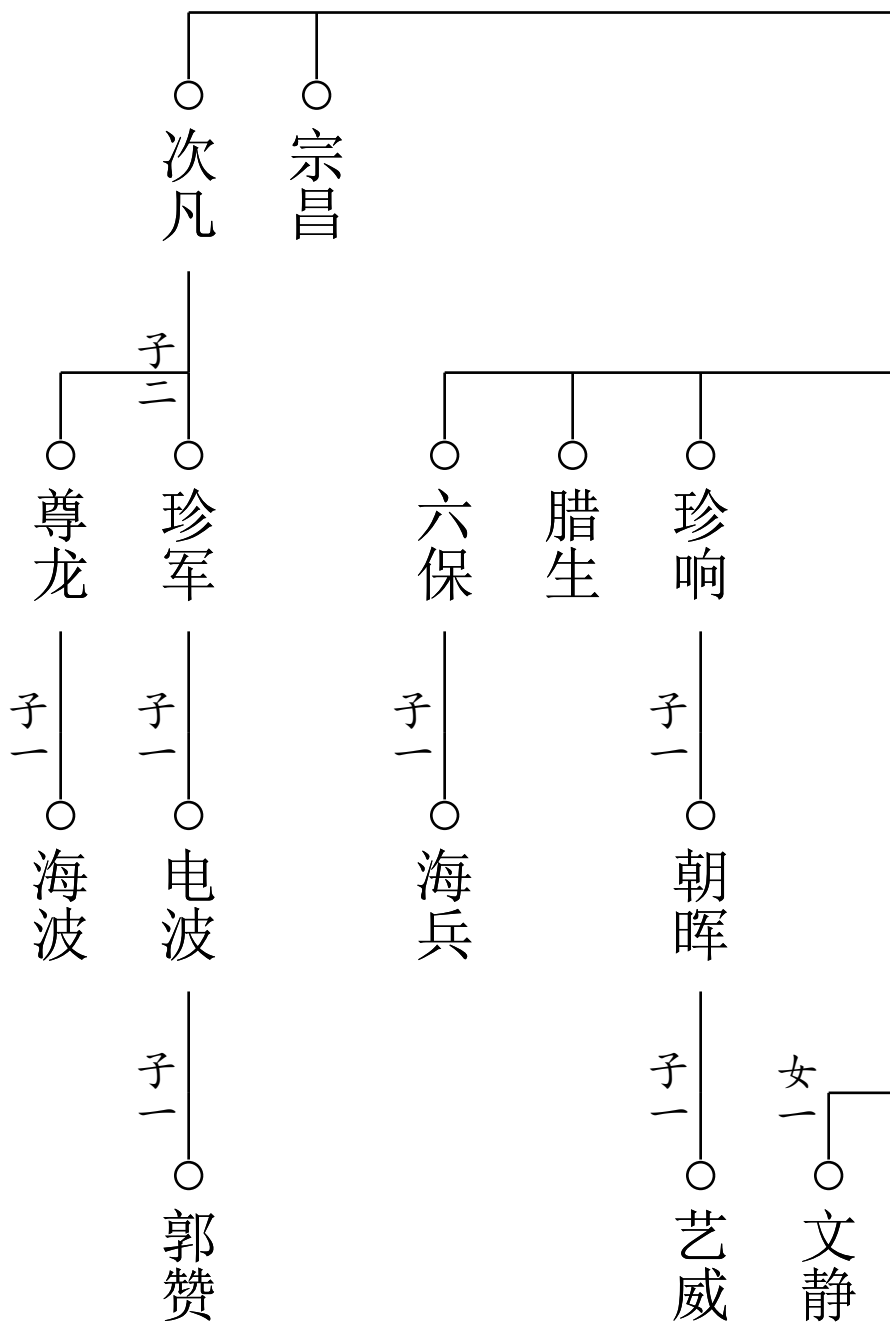 次凡
宗昌
子二
尊龙
珍军
六保
腊生
珍响
子一
子一
子一
子一
海波
电波
海兵
朝晖
子一
子一
女一
郭赞
艺威
文静